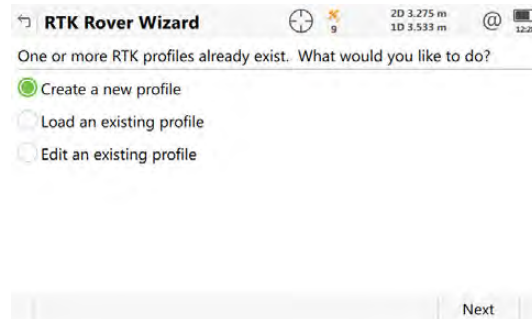 RTK Rover Wizard
9
2D 3.275 m
1D 3.533 m
@
One or more RTK profiles already exist. What would you like to do?
Create a new profile
Load an existing profile
Edit an existing profile
Next